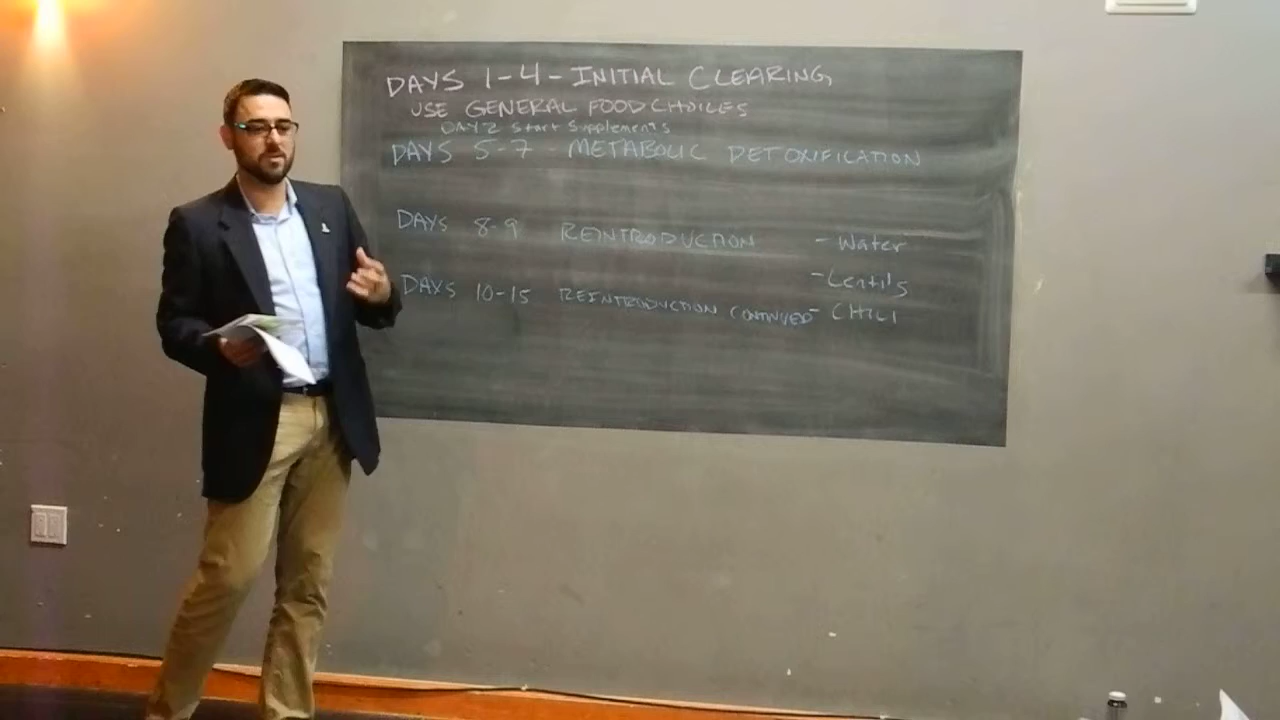 DAYS 1-4 - INITIAL CLEARING,
USE GENERAL FOOD CHOICES
DAY 2 Start Supplements
DAYS 5-7 - METABOLIC DETOXIFICATION
DAYS 8-9 REINTRODUCTION - Water
- Lentils
DAYS 10-15 REINTRODUCTION CONTINUED - CHILI